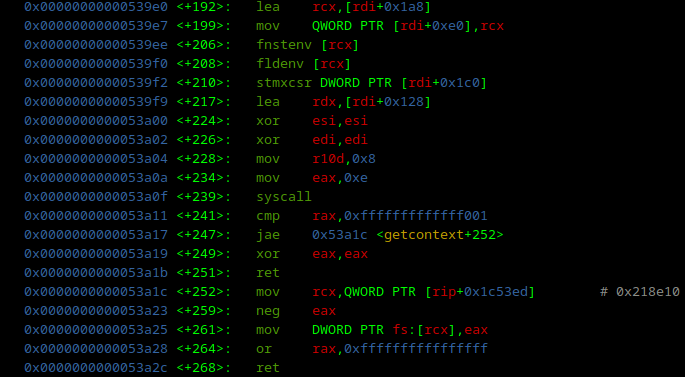 0x00000000000539e0 <+192>: lea rcx,[rdi+0x1a8]
0x00000000000539e7 <+199>: mov QWORD PTR [rdi+0xe0],rcx
0x00000000000539ee <+206>: fnstenv [rcx]
0x00000000000539f0 <+208>: fldenv [rcx]
0x00000000000539f2 <+210>: stmxcsr DWORD PTR [rdi+0x1c0]
0x00000000000539f9 <+217>: lea rdx,[rdi+0x128]
0x0000000000053a00 <+224>: xor esi,esi
0x0000000000053a02 <+226>: xor edi,edi
0x0000000000053a04 <+228>: mov r10d,0x8
0x0000000000053a0a <+234>: mov eax,0xe
0x0000000000053a0f <+239>: syscall
0x0000000000053a11 <+241>: cmp rax,0xfffffffffffff001
0x0000000000053a17 <+247>: jae 0x53a1c <getcontext+252>
0x0000000000053a19 <+249>: xor eax,eax
0x0000000000053a1b <+251>: ret
0x0000000000053a1c <+252>: mov rcx,QWORD PTR [rip+0x1c53ed] # 0x218e10
0x0000000000053a23 <+259>: neg eax
0x0000000000053a25 <+261>: mov DWORD PTR fs:[rcx],eax
0x0000000000053a28 <+264>: or rax,0xffffffffffffffff
0x0000000000053a2c <+268>: ret